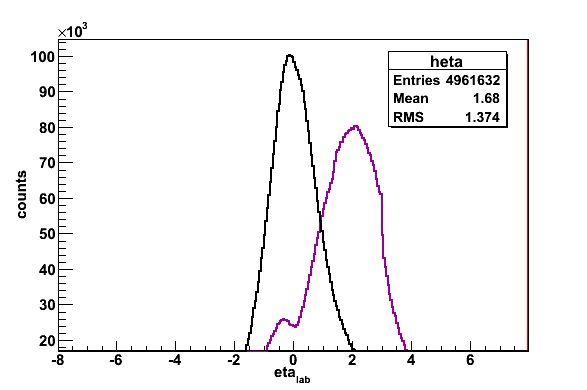 ×10³
heta
Entries 4961632
Mean 1.68
RMS 1.374
100
90
80
70
60
50
40
30
20
counts
-8 -6 -4 -2 0 2 4 6
eta_lab